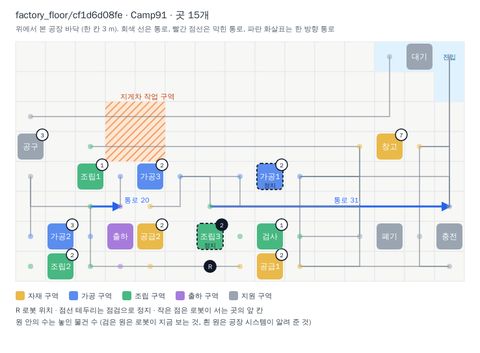 factory_floor/cf1d6d08fe · Camp91 · 곳 15개
위에서 본 공장 바닥 (한 칸 3 m). 회색 선은 통로, 빨간 점선은 막힌 통로, 파란 화살표는 한 방향 통로
대기
진입
지게차 작업 구역
공구 3
창고 7
조립1 1
가공3 2
가공1 2
정지
통로 20
통로 31
가공2 3
출하
공급2 2
조립3 2
정지
검사 1
폐기
충전
조립2 2
R
공급1 2
자재 구역
가공 구역
조립 구역
출하 구역
지원 구역
R 로봇 위치 · 점선 테두리는 점검으로 정지 · 작은 점은 로봇이 서는 곳의 앞 칸
원 안의 수는 놓인 물건 수 (검은 원은 로봇이 지금 보는 것, 흰 원은 공장 시스템이 알려 준 것)